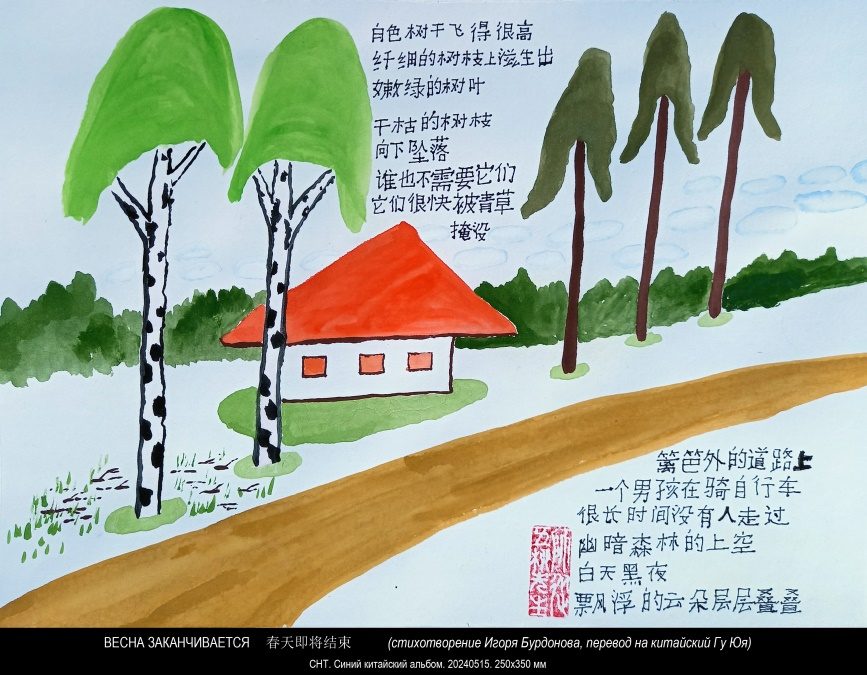 白色树干飞得很高
纤细的树枝上滋生出
嫩绿的树叶
干枯的树枝
向下坠落
谁也不需要它们
它们很快被青草
掩没
篱笆外的道路上
一个男孩在骑自行车
很长时间没有人走过
幽暗森林的上空
白天黑夜
飘浮的云朵层层叠叠
ВЕСНА ЗАКАНЧИВАЕТСЯ 春天即将结束 (стихотворение Игоря Бурдонова, перевод на китайский Гу Юя)
СНТ. Синий китайский альбом. 20240515. 250x350 мм